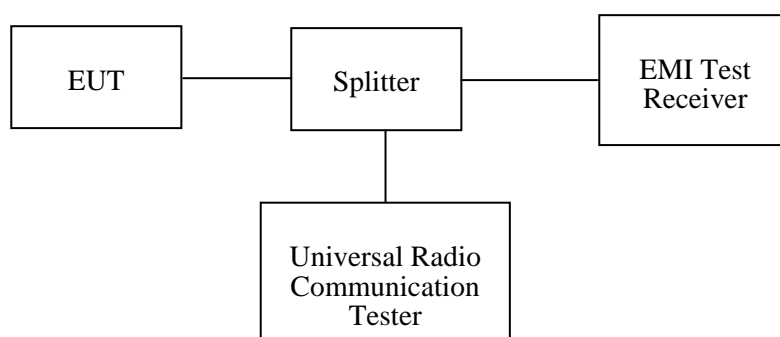 EUT
Splitter
EMI Test
Receiver
Universal Radio
Communication
Tester